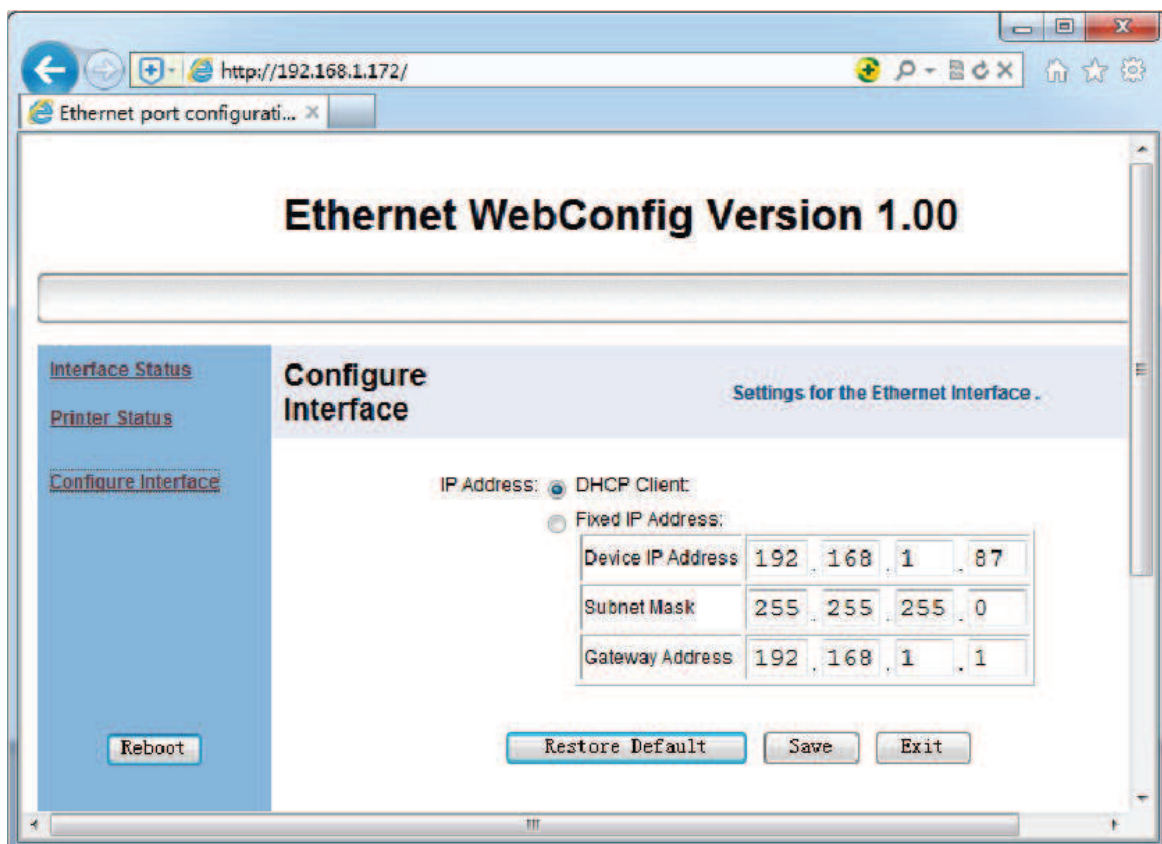 http://192.168.1.172/
Ethernet port configurati...
Ethernet WebConfig Version 1.00
Interface Status
Printer Status
Configure Interface
Configure
Interface
Settings for the Ethernet Interface .
IP Address: DHCP Client:
Fixed IP Address:
Device IP Address 192 . 168 . 1 . 87
Subnet Mask 255 . 255 . 255 . 0
Gateway Address 192 . 168 . 1 . 1
Reboot Restore Default Save Exit